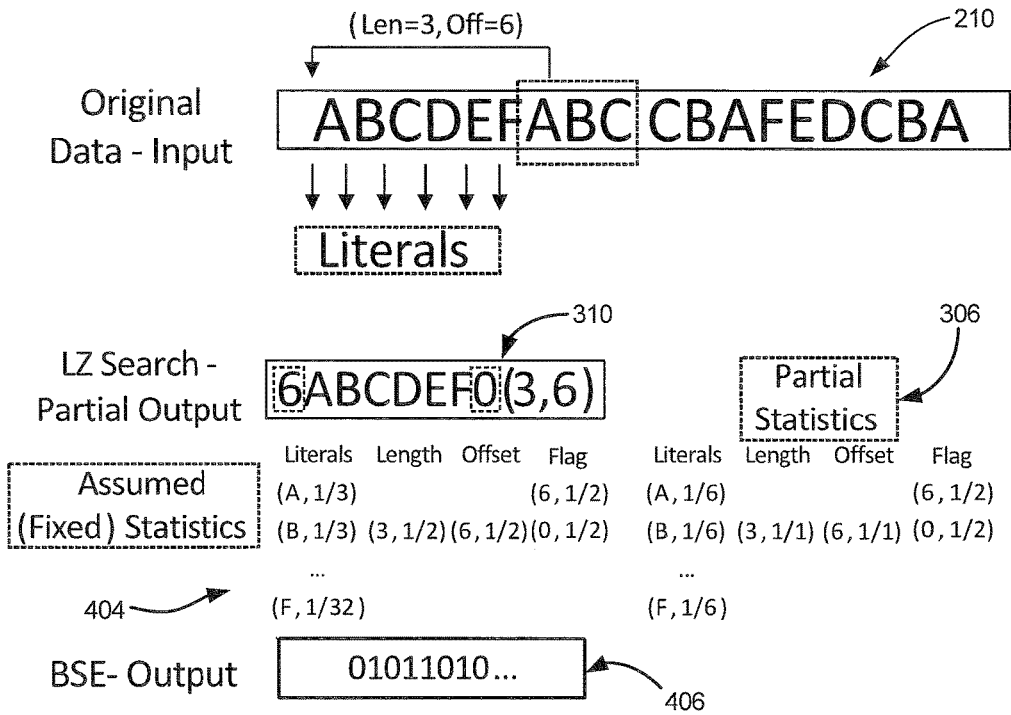 (Len=3,Off=6)
210
Original
Data - Input
ABCDEFABC CBAFEDCBA
Literals
310
306
LZ Search -
Partial Output
6ABCDEF0(3,6)
Partial
Statistics
Literals Length Offset Flag
Literals Length Offset Flag
Assumed
(Fixed) Statistics
(A, 1/3) (6, 1/2)
(B, 1/3) (3, 1/2) (6, 1/2) (0, 1/2)
...
(F, 1/32)
(A, 1/6) (6, 1/2)
(B, 1/6) (3, 1/1) (6, 1/1) (0, 1/2)
...
(F, 1/6)
404
BSE- Output
01011010...
406